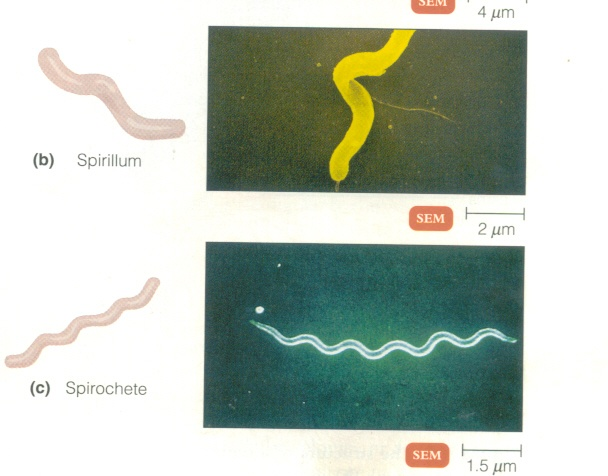 SEM 4 µm
(b) Spirillum
SEM 2 µm
(c) Spirochete
SEM 1.5 µm